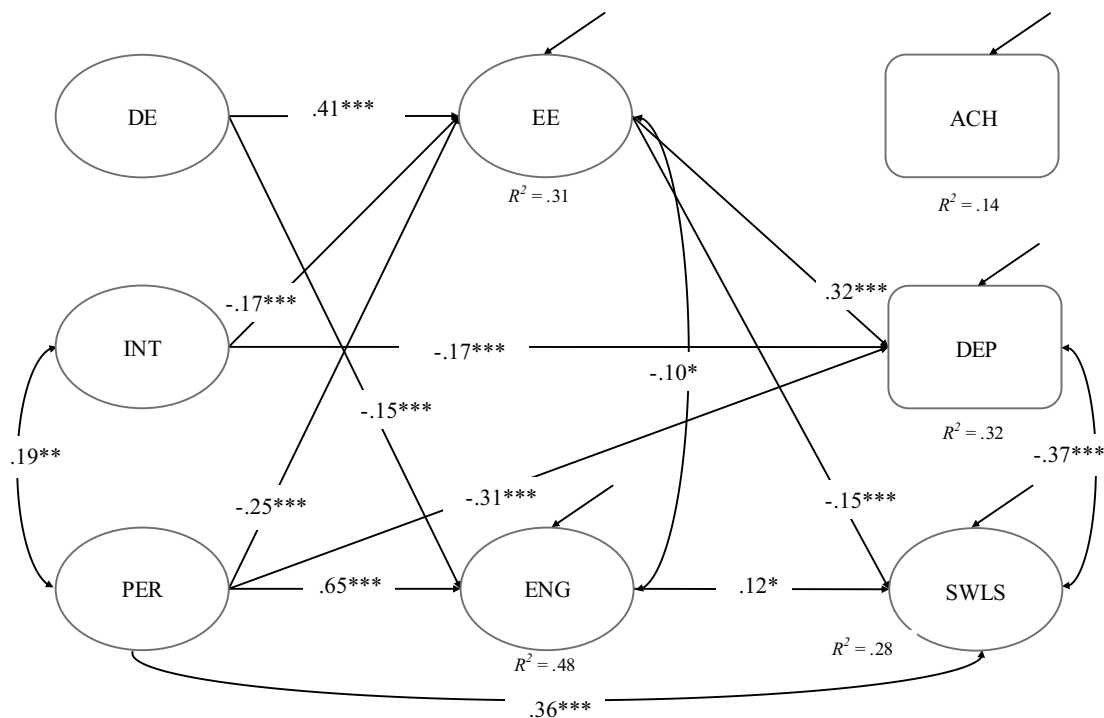 DE
.41***
EE
ACH
R² = .31
R² = .14
-.17***
.32***
INT
-.17***
DEP
-.10*
-.15***
R² = .32
.19**
-.37***
-.25***
-.31***
-.15***
PER
.65***
ENG
.12*
SWLS
R² = .48
R² = .28
.36***